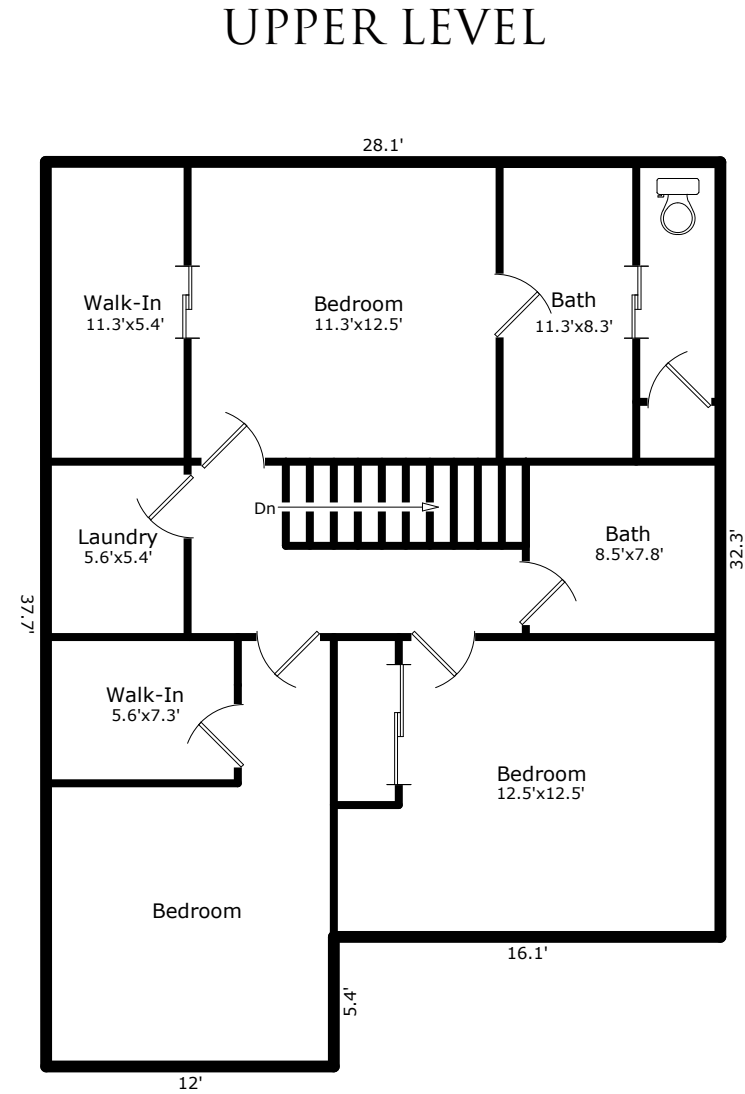 UPPER LEVEL
28.1'
Walk-In
11.3'x5.4'
Bedroom
11.3'x12.5'
Bath
11.3'x8.3'
Dn
Laundry
5.6'x5.4'
Bath
8.5'x7.8'
32.3'
37.7'
Walk-In
5.6'x7.3'
Bedroom
12.5'x12.5'
Bedroom
16.1'
5.4'
12'